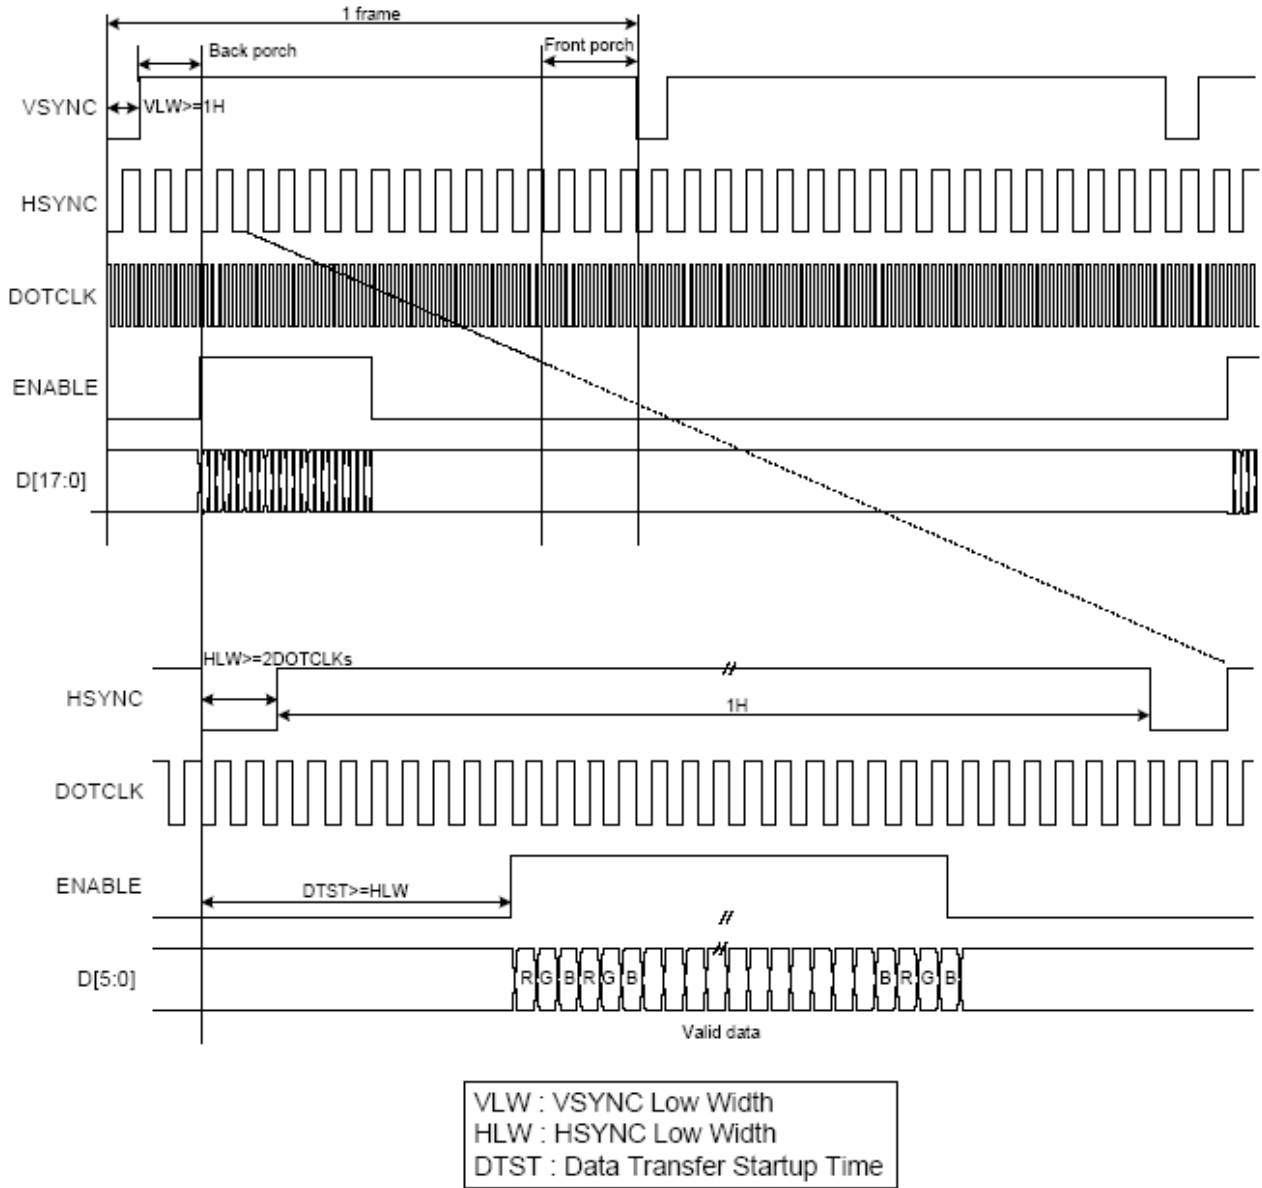 1 frame
Back porch
Front porch
VSYNC
VLW>=1H
HSYNC
DOTCLK
ENABLE
D[17:0]
HLW>=2DOTCLKs
HSYNC
1H
DOTCLK
ENABLE
DTST>=HLW
D[5:0]
R G B R G B B R G B
Valid data
VLW : VSYNC Low Width
HLW : HSYNC Low Width
DTST : Data Transfer Startup Time